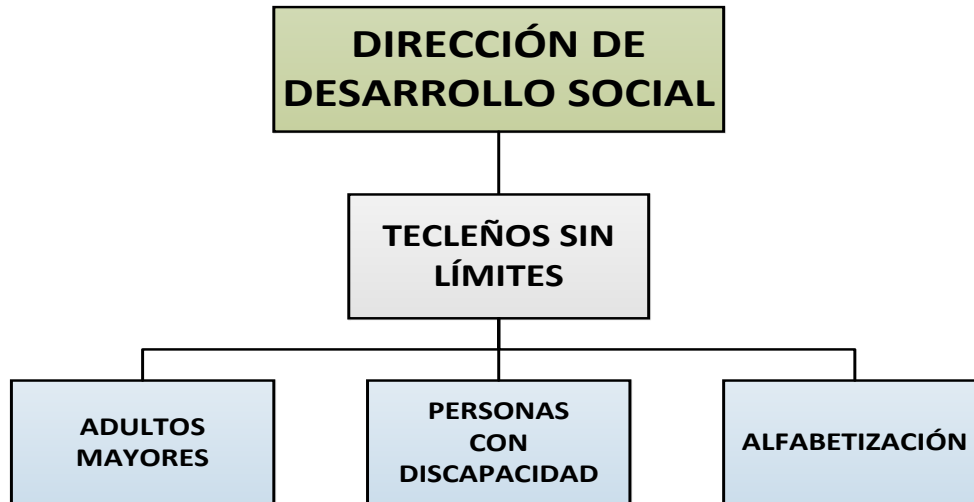 DIRECCIÓN DE
DESARROLLO SOCIAL
TECLEÑOS SIN
LÍMITES
ADULTOS
MAYORES
PERSONAS
CON
DISCAPACIDAD
ALFABETIZACIÓN